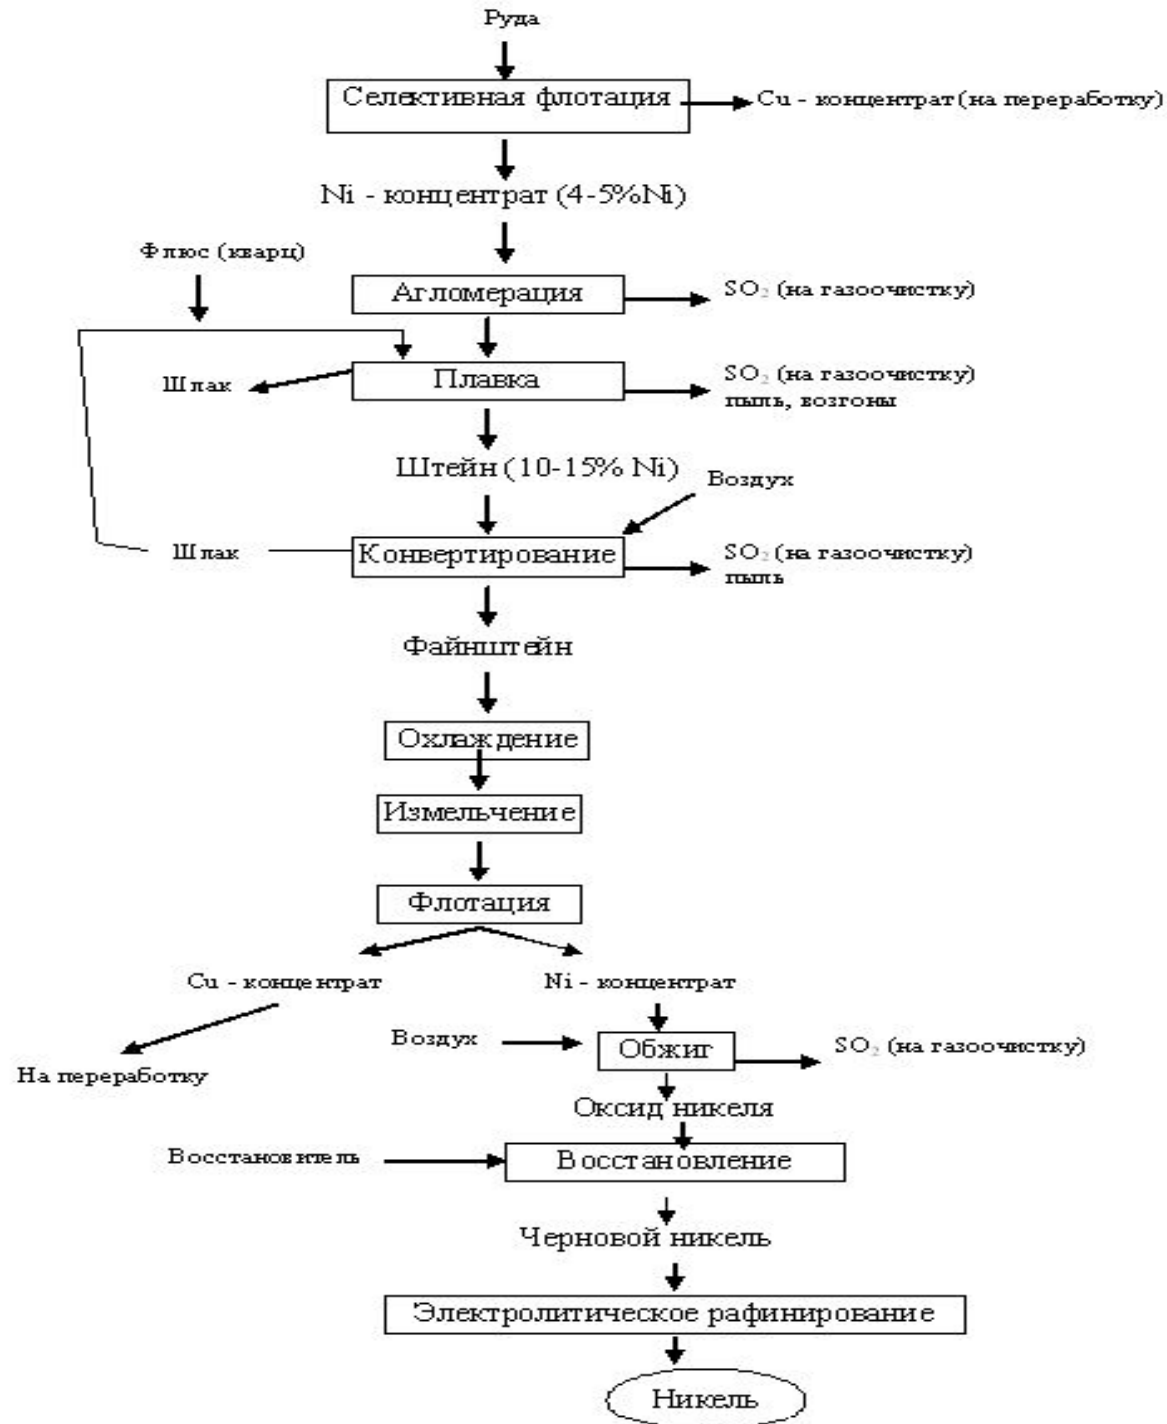 Руда
Селективная флотация
Cu - концентрат (на переработку)
Ni - концентрат (4-5%Ni)
Флюс (кварц)
Агломерация
SO₂ (на газоочистку)
Шлак
Плавка
SO₂ (на газоочистку)
пыль, возгоны
Штейн (10-15% Ni)
Воздух
Шлак
Конвертирование
SO₂ (на газоочистку)
пыль
Файнштейн
Охлаждение
Измельчение
Флотация
Cu - концентрат
Ni - концентрат
Воздух
Обжиг
SO₂ (на газоочистку)
На переработку
Оксид никеля
Восстановитель
Восстановление
Черновой никель
Электролитическое рафинирование
Никель